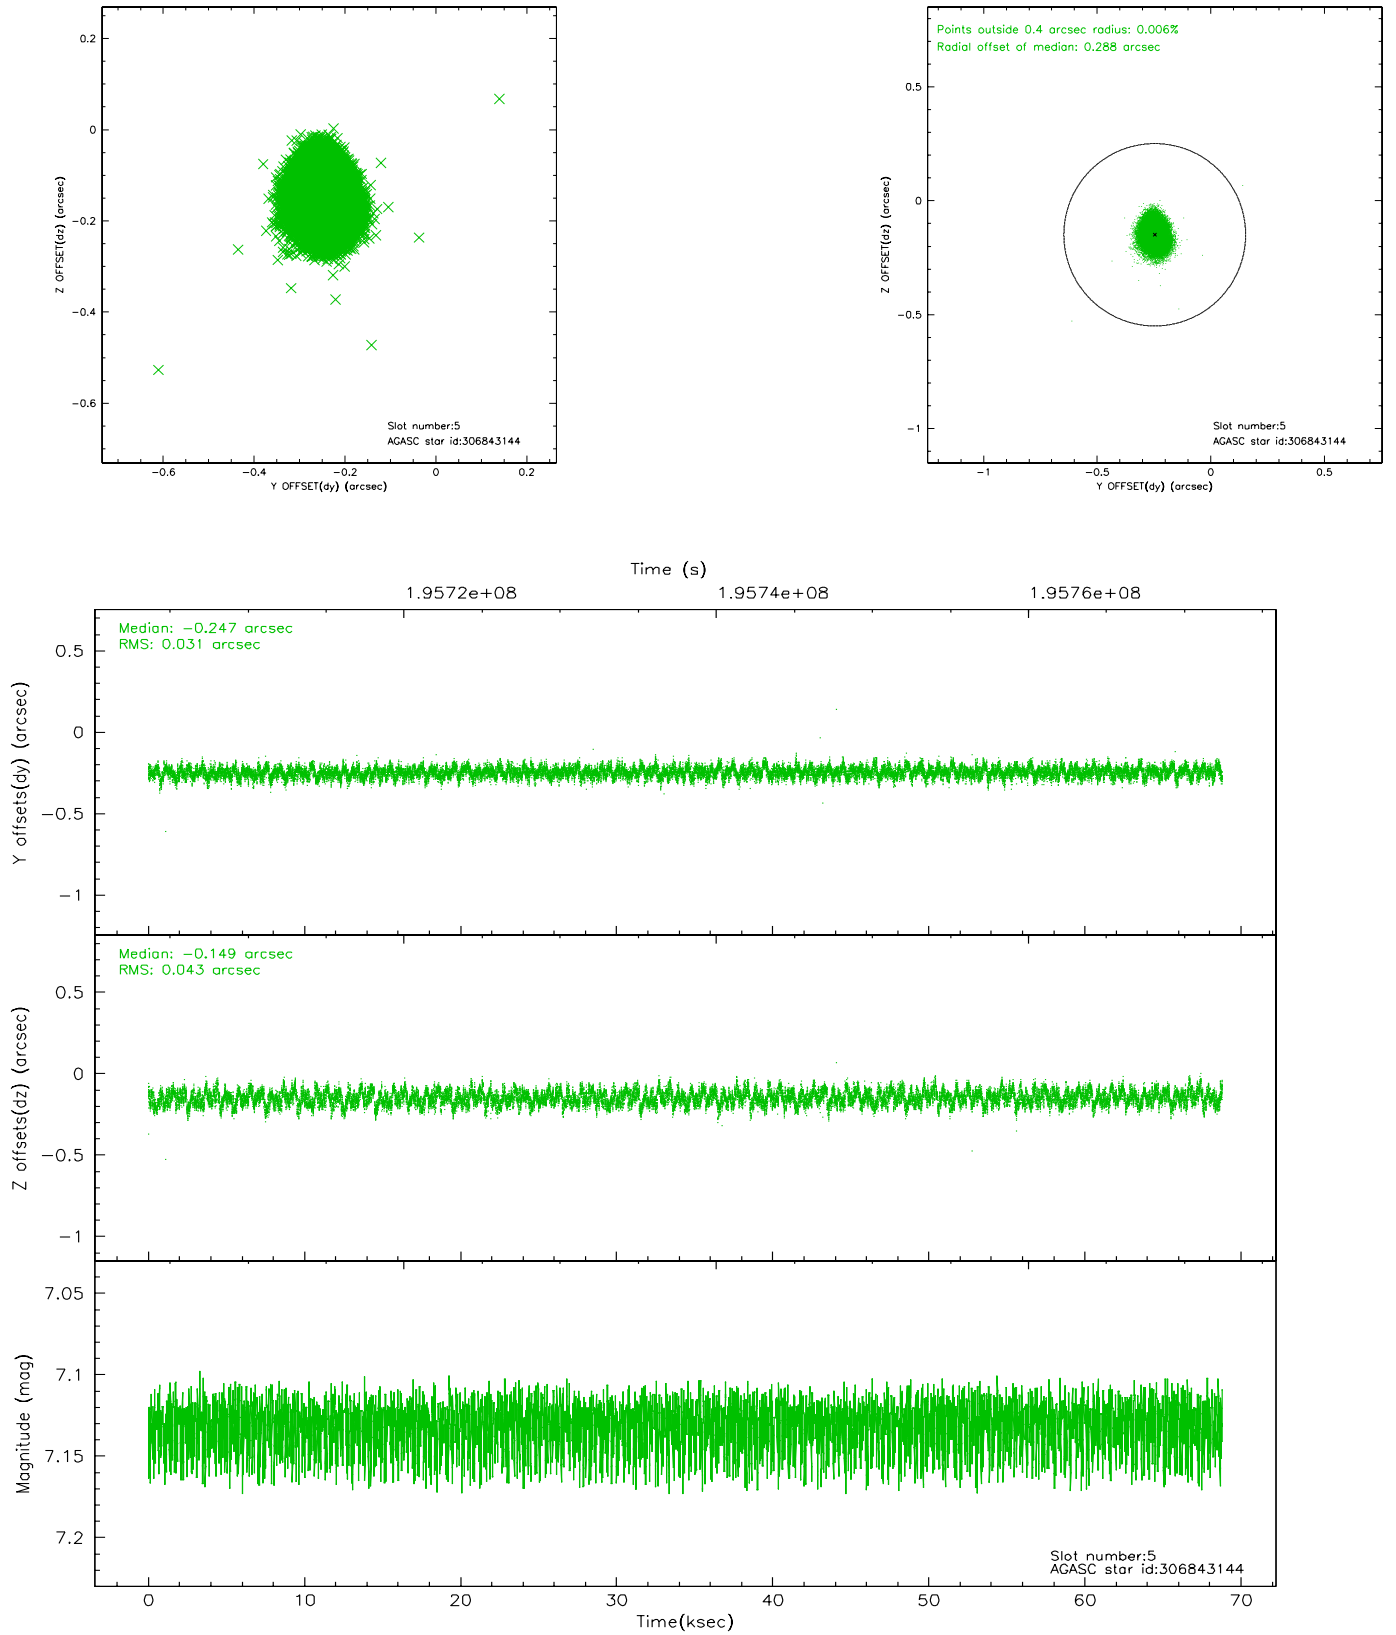 0.2
0
−0.2
−0.4
−0.6
Z OFFSET(dz) (arcsec)
Slot number:5
AGASC star id:306843144
−0.6 −0.4 −0.2 0 0.2
Y OFFSET(dy) (arcsec)
Points outside 0.4 arcsec radius: 0.006%
Radial offset of median: 0.288 arcsec
0.5
0
−0.5
−1
Z OFFSET(dz) (arcsec)
Slot number:5
AGASC star id:306843144
−1 −0.5 0 0.5
Y OFFSET(dy) (arcsec)
Time (s)
1.9572e+08 1.9574e+08 1.9576e+08
Median: −0.247 arcsec
RMS: 0.031 arcsec
0.5
0
−0.5
−1
Y offsets(dy) (arcsec)
Median: −0.149 arcsec
RMS: 0.043 arcsec
0.5
0
−0.5
−1
Z offsets(dz) (arcsec)
7.05
7.1
7.15
7.2
Magnitude (mag)
Slot number:5
AGASC star id:306843144
0 10 20 30 40 50 60 70
Time(ksec)